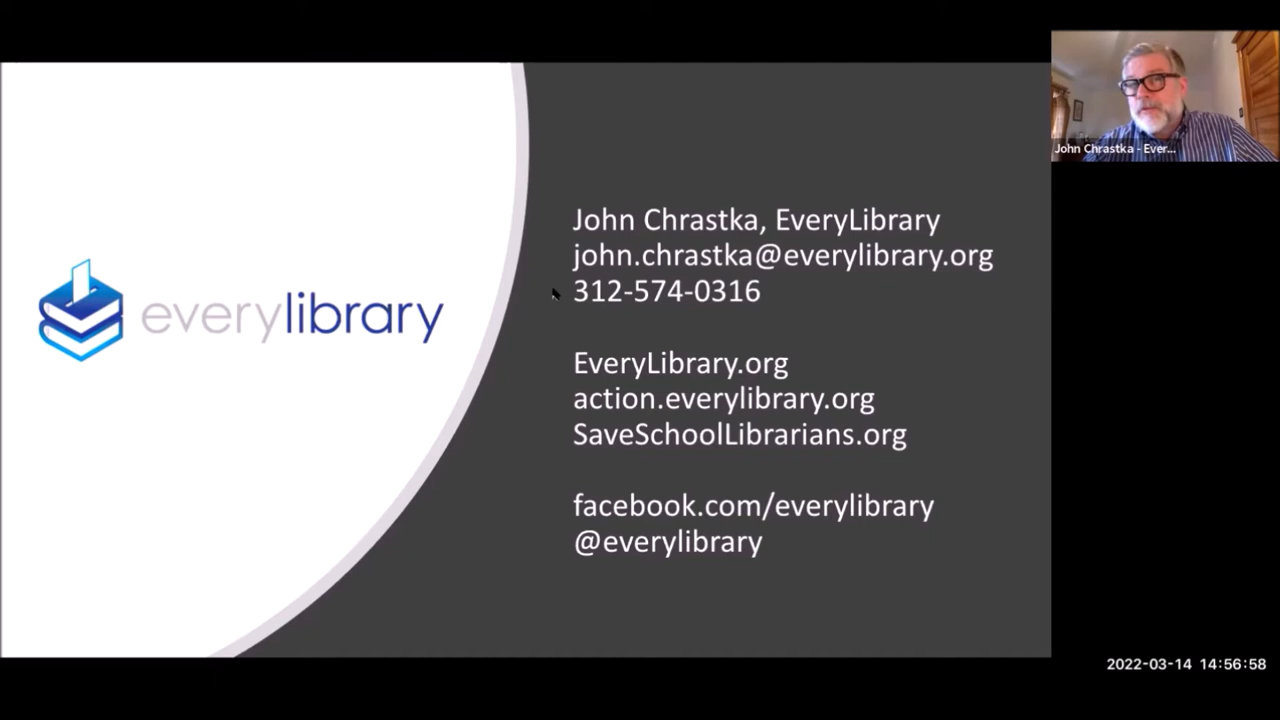 everylibrary
John Chrastka, EveryLibrary
john.chrastka@everylibrary.org
312-574-0316
EveryLibrary.org
action.everylibrary.org
SaveSchoolLibrarians.org
facebook.com/everylibrary
@everylibrary
John Chrastka - Ever...
2022-03-14 14:56:58